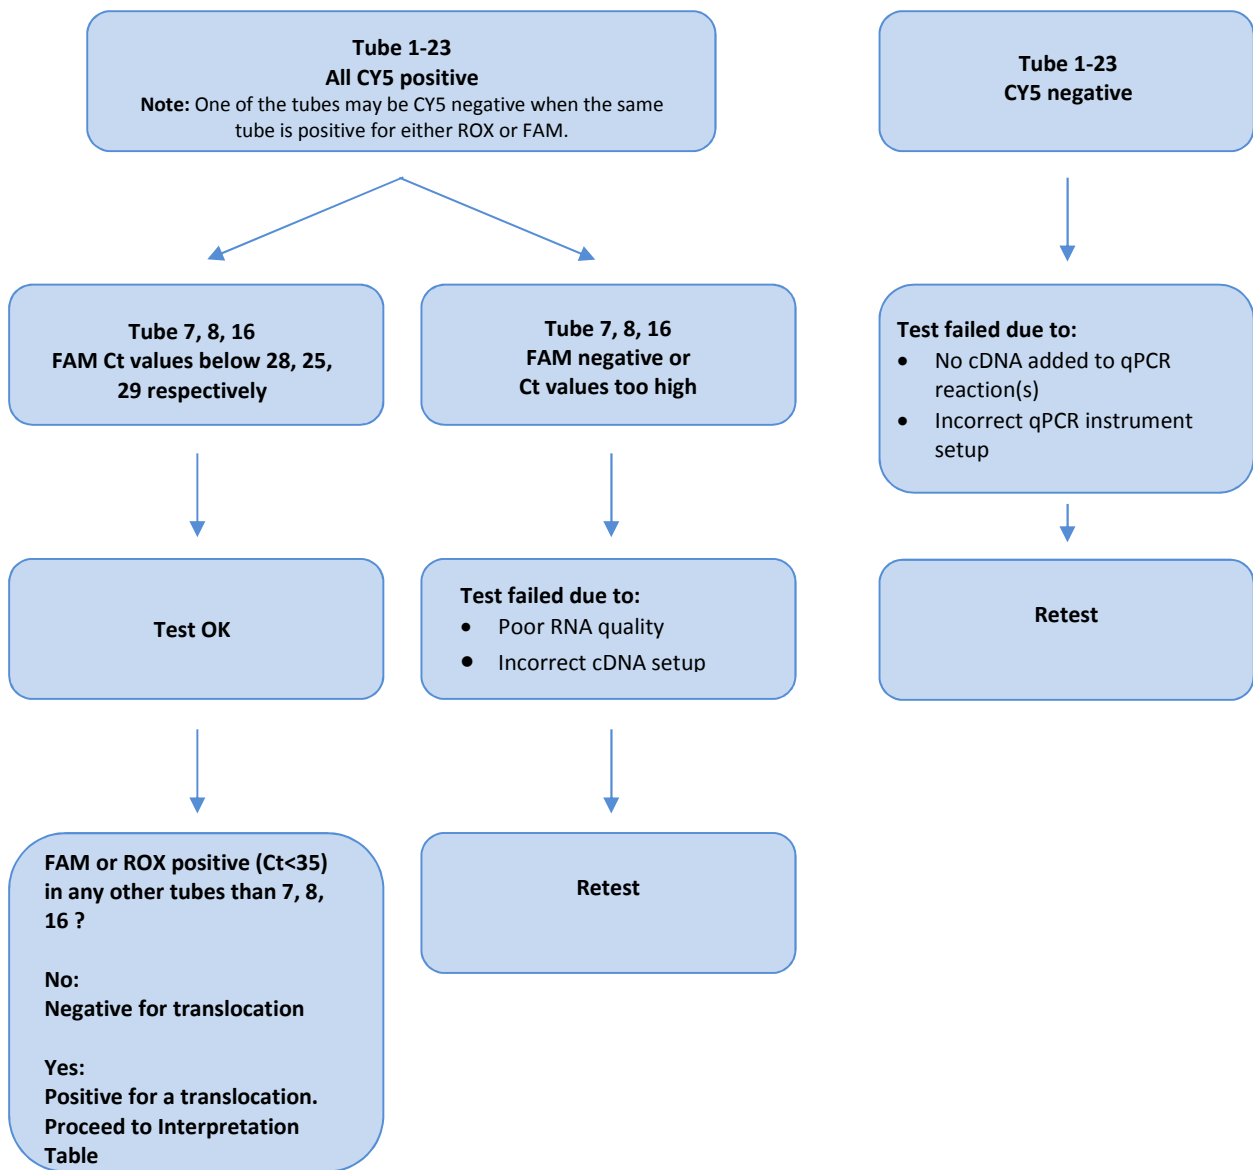 Tube 1-23
All CY5 positive
Note: One of the tubes may be CY5 negative when the same
tube is positive for either ROX or FAM.
Tube 1-23
CY5 negative
Tube 7, 8, 16
FAM Ct values below 28, 25,
29 respectively
Tube 7, 8, 16
FAM negative or
Ct values too high
Test failed due to:
• No cDNA added to qPCR
reaction(s)
• Incorrect qPCR instrument
setup
Test OK
Test failed due to:
• Poor RNA quality
• Incorrect cDNA setup
Retest
FAM or ROX positive (Ct<35)
in any other tubes than 7, 8,
16 ?
No:
Negative for translocation
Yes:
Positive for a translocation.
Proceed to Interpretation
Table
Retest